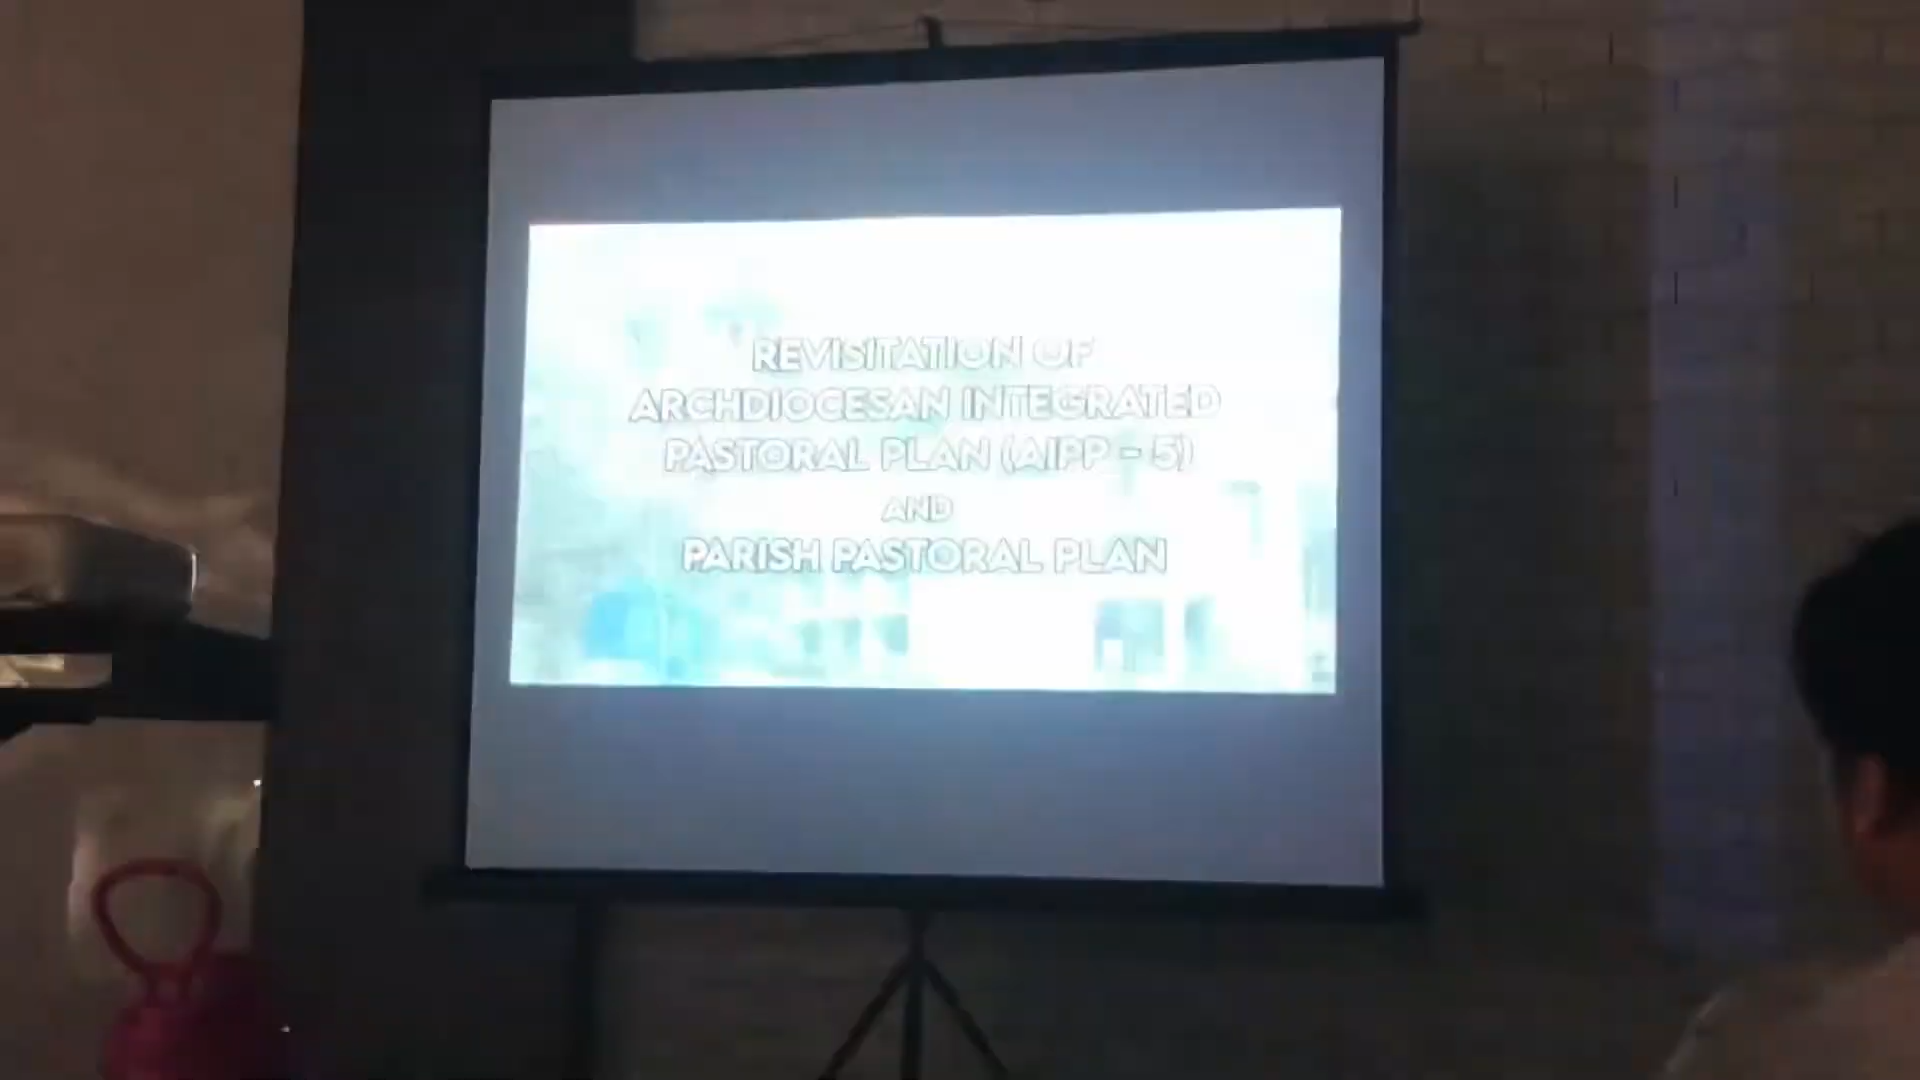 REVISITATION OF
ARCHDIOCESAN INTEGRATED
PASTORAL PLAN (AIPP - 5)
AND
PARISH PASTORAL PLAN